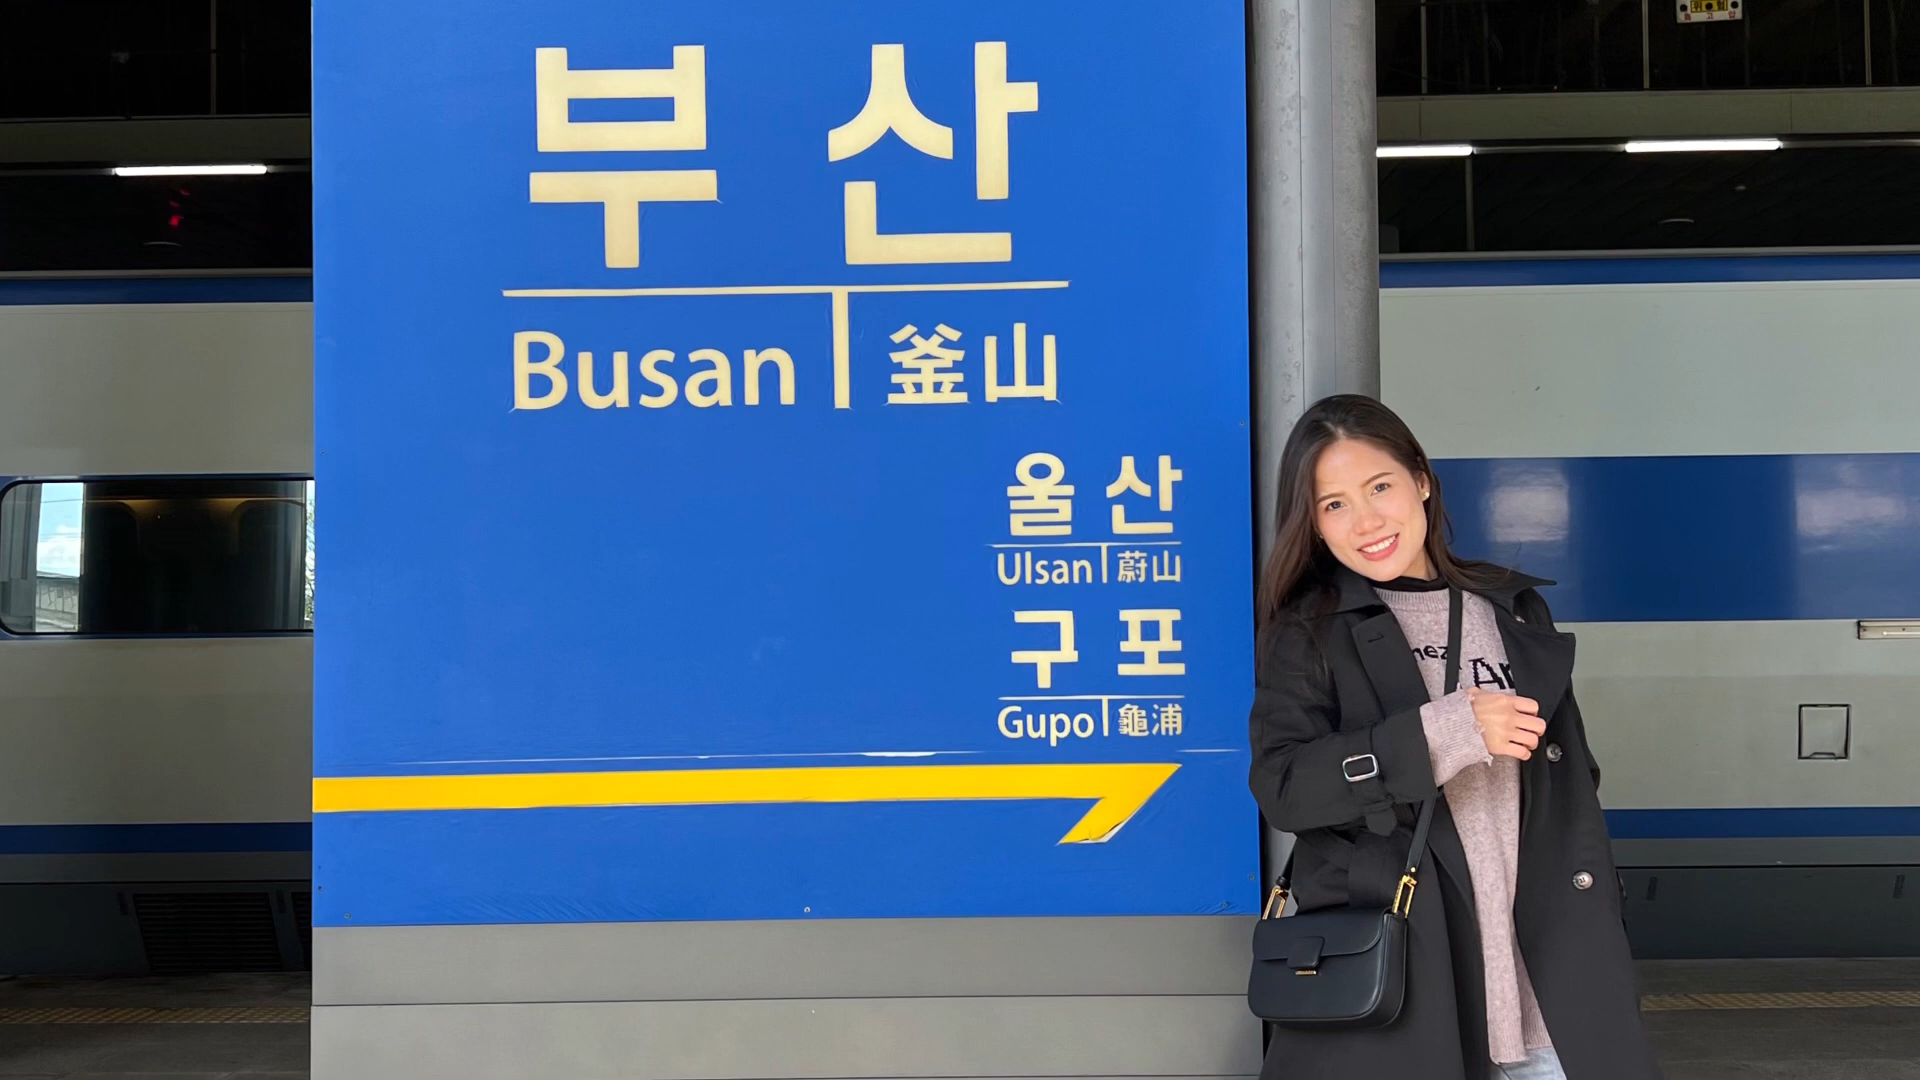 부산
Busan 釜山
울산
Ulsan 蔚山
구포
Gupo 龜浦